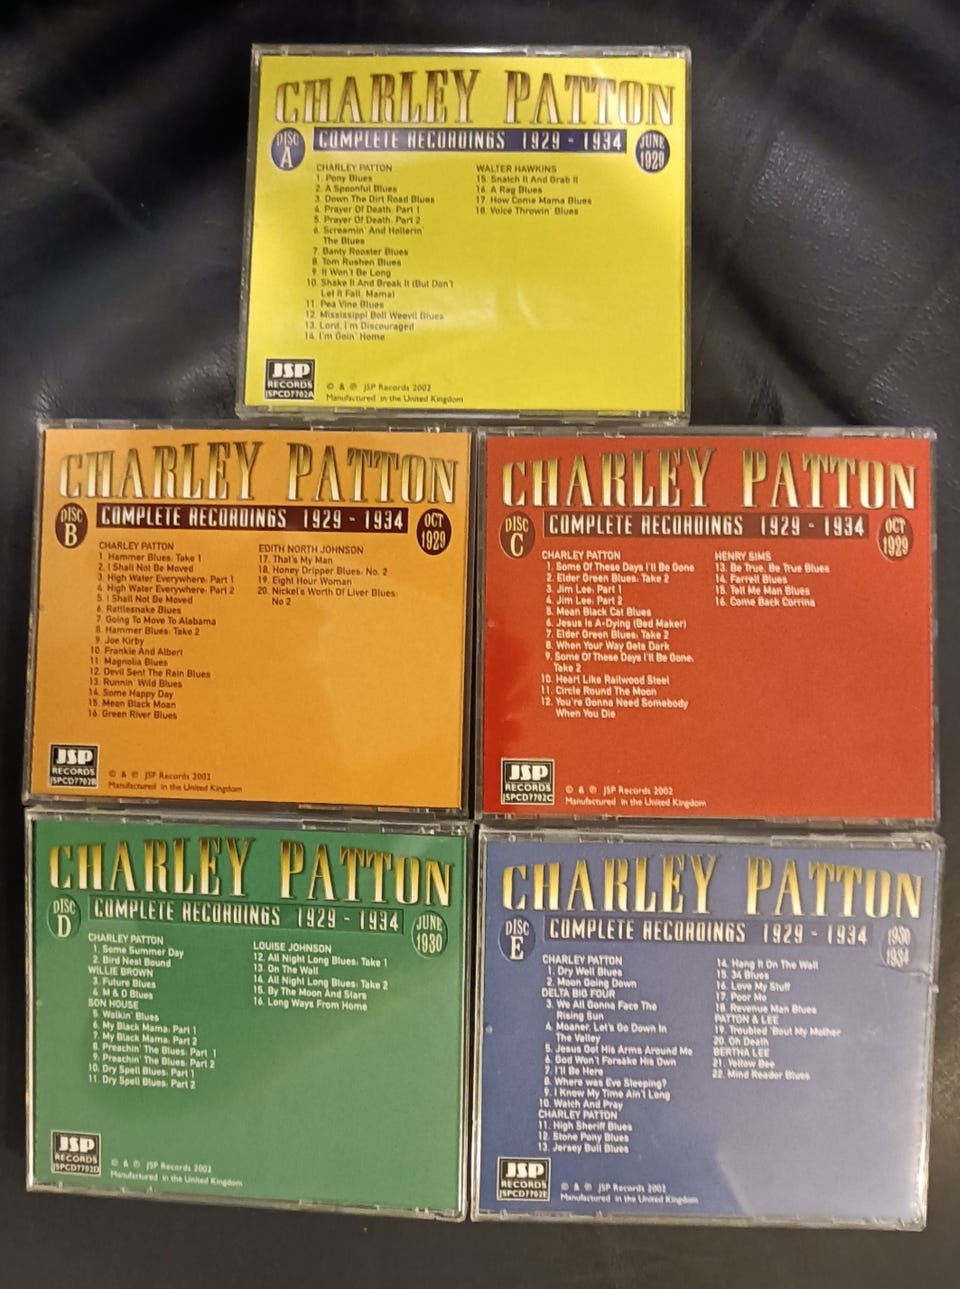 CHARLEY PATTON
DISC A
COMPLETE RECORDINGS 1929 - 1934
JUNE 1929
CHARLEY PATTON
1. Pony Blues
2. A Spoonful Blues
3. Down The Dirt Road Blues
4. Prayer Of Death: Part 1
5. Prayer Of Death: Part 2
6. Screamin' And Hollerin'
The Blues
7. Banty Rooster Blues
8. Tom Rushen Blues
9. It Won't Be Long
10. Shake It And Break It (But Don't
Let It Fall, Mama)
11. Pea Vine Blues
12. Mississippi Boll Weevil Blues
13. Lord, I'm Discouraged
14. I'm Goin' Home
WALTER HAWKINS
15. Snatch It And Grab It
16. A Rag Blues
17. How Come Mama Blues
18. Voice Throwin' Blues
JSP
RECORDS
JSPCD7702A
© & ℗ JSP Records 2002
Manufactured in the United Kingdom
CHARLEY PATTON
DISC B
COMPLETE RECORDINGS 1929 - 1934
OCT 1929
CHARLEY PATTON
1. Hammer Blues: Take 1
2. I Shall Not Be Moved
3. High Water Everywhere: Part 1
4. High Water Everywhere: Part 2
5. I Shall Not Be Moved
6. Rattlesnake Blues
7. Going To Move To Alabama
8. Hammer Blues: Take 2
9. Joe Kirby
10. Frankie And Albert
11. Magnolia Blues
12. Devil Sent The Rain Blues
13. Runnin' Wild Blues
14. Some Happy Day
15. Mean Black Moan
16. Green River Blues
EDITH NORTH JOHNSON
17. That's My Man
18. Honey Dripper Blues: No. 2
19. Eight Hour Woman
20. Nickel's Worth Of Liver Blues:
No 2
JSP
RECORDS
JSPCD7702B
© & ℗ JSP Records 2002
Manufactured in the United Kingdom
CHARLEY PATTON
DISC C
COMPLETE RECORDINGS 1929 - 1934
OCT 1929
CHARLEY PATTON
1. Some Of These Days I'll Be Gone
2. Elder Green Blues: Take 2
3. Jim Lee: Part 1
4. Jim Lee: Part 2
5. Mean Black Cat Blues
6. Jesus Is A-Dying (Bed Maker)
7. Elder Green Blues: Take 2
8. When Your Way Gets Dark
9. Some Of These Days I'll Be Gone:
Take 2
10. Heart Like Railwood Steel
11. Circle Round The Moon
12. You're Gonna Need Somebody
When You Die
HENRY SIMS
13. Be True, Be True Blues
14. Farrell Blues
15. Tell Me Man Blues
16. Come Back Corrina
JSP
RECORDS
JSPCD7702C
© & ℗ JSP Records 2002
Manufactured in the United Kingdom
CHARLEY PATTON
DISC D
COMPLETE RECORDINGS 1929 - 1934
JUNE 1930
CHARLEY PATTON
1. Some Summer Day
2. Bird Nest Bound
WILLIE BROWN
3. Future Blues
4. M & O Blues
SON HOUSE
5. Walkin' Blues
6. My Black Mama: Part 1
7. My Black Mama: Part 2
8. Preachin' The Blues: Part 1
9. Preachin' The Blues: Part 2
10. Dry Spell Blues: Part 1
11. Dry Spell Blues: Part 2
LOUISE JOHNSON
12. All Night Long Blues: Take 1
13. On The Wall
14. All Night Long Blues: Take 2
15. By The Moon And Stars
16. Long Ways From Home
JSP
RECORDS
JSPCD7702D
© & ℗ JSP Records 2002
Manufactured in the United Kingdom
CHARLEY PATTON
DISC E
COMPLETE RECORDINGS 1929 - 1934
1930 1934
CHARLEY PATTON
1. Dry Well Blues
2. Moon Going Down
DELTA BIG FOUR
3. We All Gonna Face The
Rising Sun
4. Moaner, Let's Go Down In
The Valley
5. Jesus Got His Arms Around Me
6. God Won't Forsake His Own
7. I'll Be Here
8. Where was Eve Sleeping?
9. I Know My Time Ain't Long
10. Watch And Pray
CHARLEY PATTON
11. High Sheriff Blues
12. Stone Pony Blues
13. Jersey Bull Blues
14. Hang It On The Wall
15. 34 Blues
16. Love My Stuff
17. Poor Me
18. Revenue Man Blues
PATTON & LEE
19. Troubled 'Bout My Mother
20. Oh Death
BERTHA LEE
21. Yellow Bee
22. Mind Reader Blues
JSP
RECORDS
JSPCD7702E
© & ℗ JSP Records 2002
Manufactured in the United Kingdom